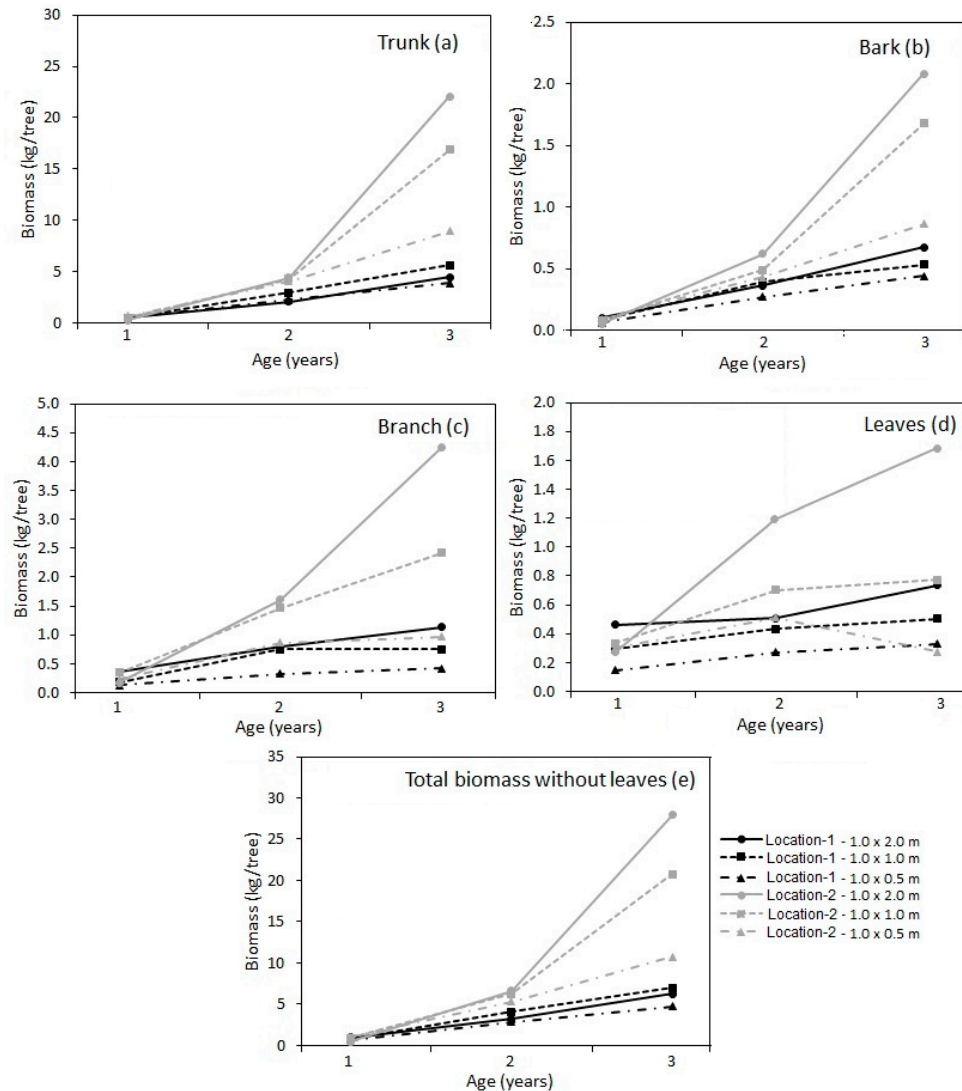 Trunk (a)
30
25
20
15
10
5
0
Biomass (kg/tree)
1 2 3
Age (years)
Bark (b)
2.5
2.0
1.5
1.0
0.5
0.0
Biomass (kg/tree)
1 2 3
Age (years)
Branch (c)
5.0
4.5
4.0
3.5
3.0
2.5
2.0
1.5
1.0
0.5
0.0
Biomass (kg/tree)
1 2 3
Age (years)
Leaves (d)
2.0
1.8
1.6
1.4
1.2
1.0
0.8
0.6
0.4
0.2
0.0
Biomass (kg/tree)
1 2 3
Age (years)
Total biomass without leaves (e)
35
30
25
20
15
10
5
0
Biomass (kg/tree)
1 2 3
Age (years)
Location-1 - 1.0 x 2.0 m
Location-1 - 1.0 x 1.0 m
Location-1 - 1.0 x 0.5 m
Location-2 - 1.0 x 2.0 m
Location-2 - 1.0 x 1.0 m
Location-2 - 1.0 x 0.5 m